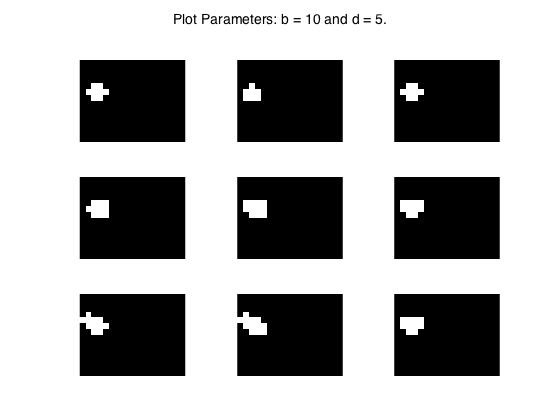 Plot Parameters: b = 10 and d = 5.